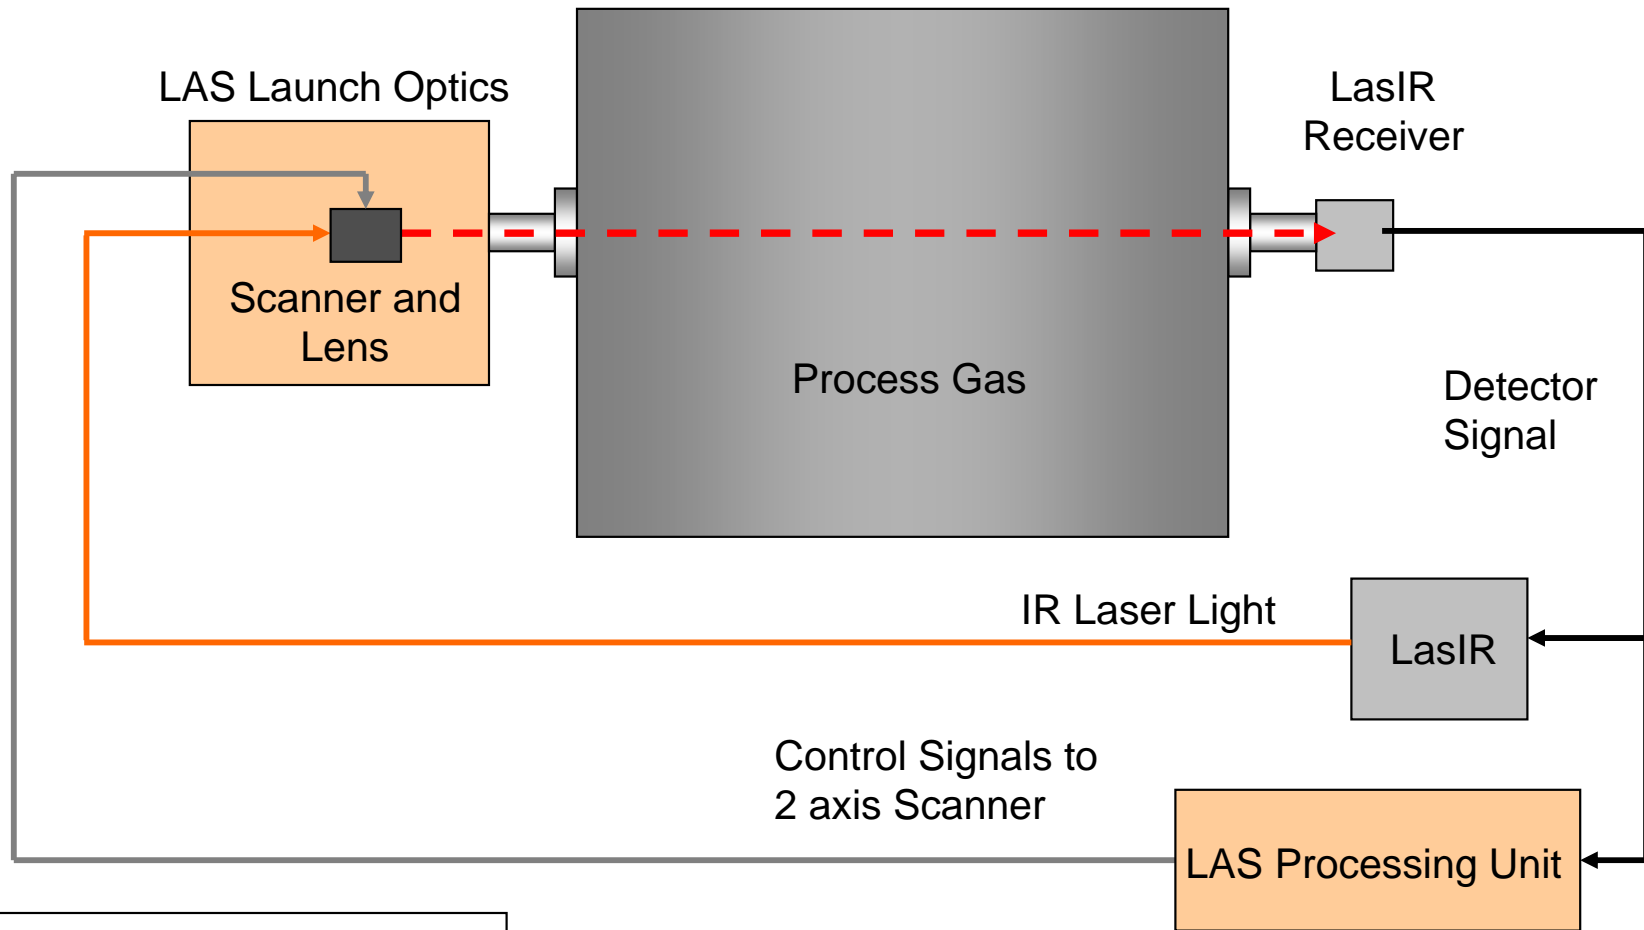 LAS Launch Optics
LasIR
Receiver
Scanner and
Lens
Process Gas
Detector
Signal
IR Laser Light
LasIR
Control Signals to
2 axis Scanner
LAS Processing Unit